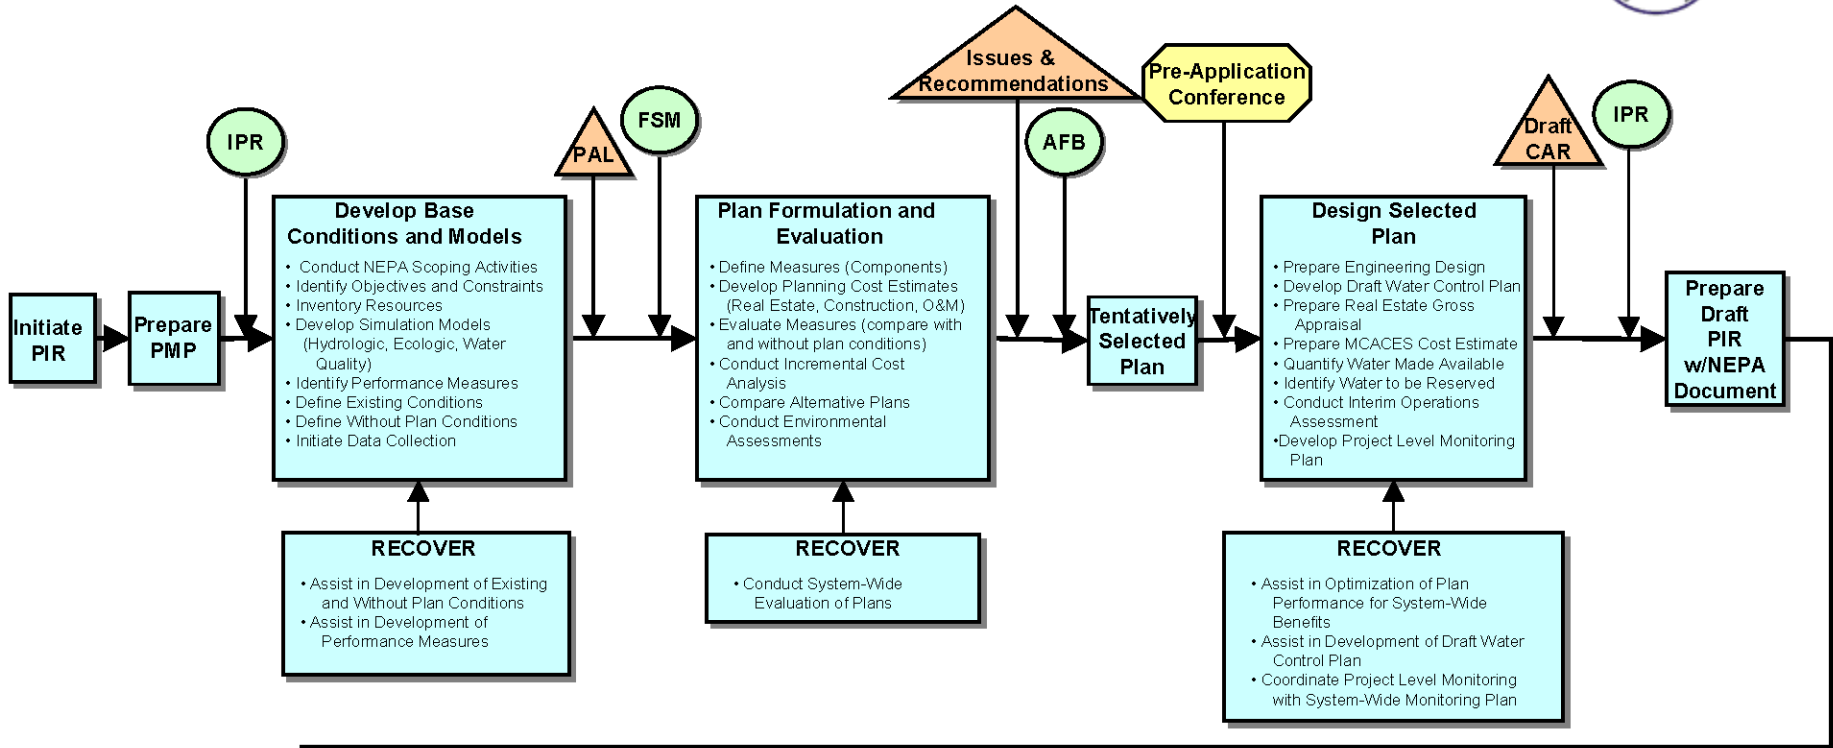 Issues &
Recommendations
Pre-Application
Conference
IPR
PAL
FSM
AFB
Draft
CAR
IPR
Initiate
PIR
Prepare
PMP
Develop Base
Conditions and Models
• Conduct NEPA Scoping Activities
• Identify Objectives and Constraints
• Inventory Resources
• Develop Simulation Models
(Hydrologic, Ecologic, Water
Quality)
• Identify Performance Measures
• Define Existing Conditions
• Define Without Plan Conditions
• Initiate Data Collection
Plan Formulation and
Evaluation
• Define Measures (Components)
• Develop Planning Cost Estimates
(Real Estate, Construction, O&M)
• Evaluate Measures (compare with
and without plan conditions)
• Conduct Incremental Cost
Analysis
• Compare Alternative Plans
• Conduct Environmental
Assessments
Tentatively
Selected
Plan
Design Selected
Plan
• Prepare Engineering Design
• Develop Draft Water Control Plan
• Prepare Real Estate Gross
Appraisal
• Prepare MCACES Cost Estimate
• Quantify Water Made Available
• Identify Water to be Reserved
• Conduct Interim Operations
Assessment
•Develop Project Level Monitoring
Plan
Prepare
Draft
PIR
w/NEPA
Document
RECOVER
• Assist in Development of Existing
and Without Plan Conditions
• Assist in Development of
Performance Measures
RECOVER
• Conduct System-Wide
Evaluation of Plans
RECOVER
• Assist in Optimization of Plan
Performance for System-Wide
Benefits
• Assist in Development of Draft Water
Control Plan
• Coordinate Project Level Monitoring
with System-Wide Monitoring Plan